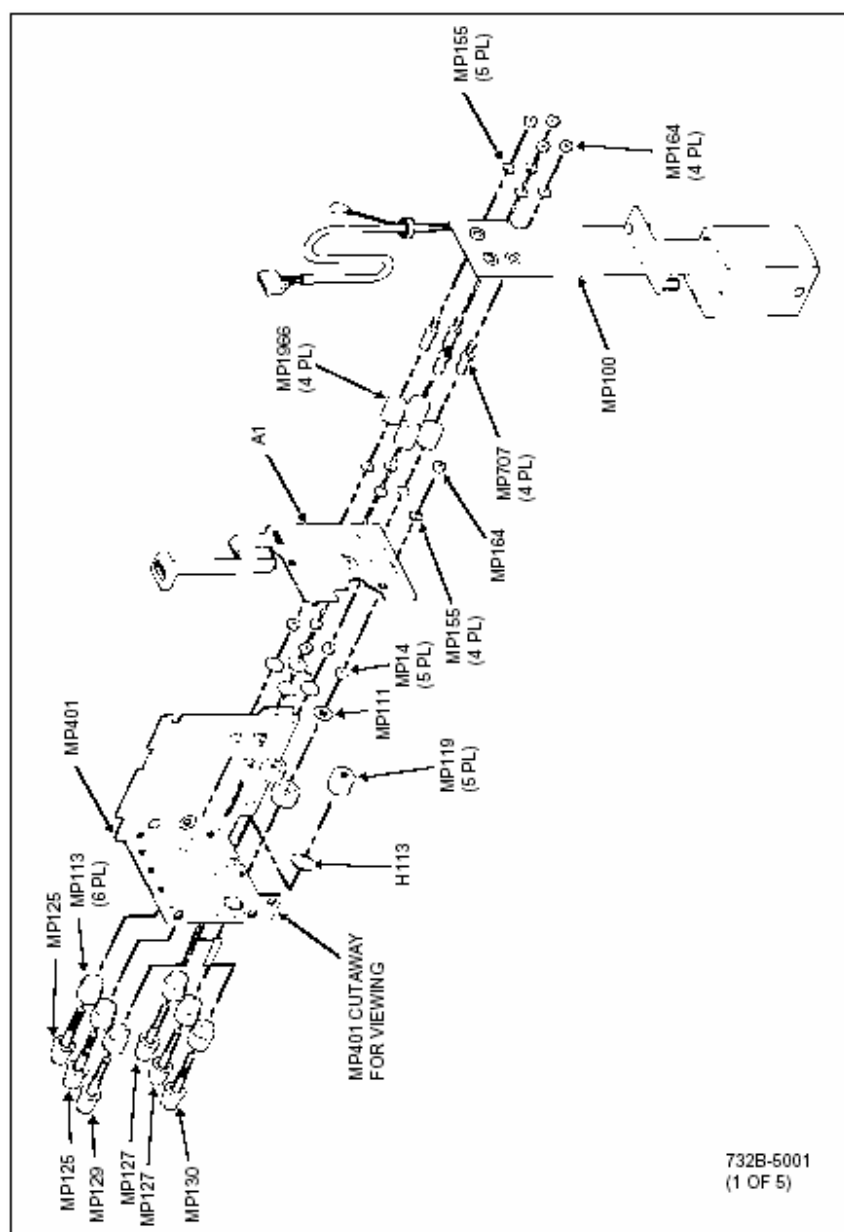 MP155
(5 PL)
MP164
(4 PL)
MP1966
(4 PL)
A1
MP100
MP707
(4 PL)
MP164
MP155
(4 PL)
MP14
(5 PL)
MP111
MP401
MP119
(5 PL)
H113
MP113
(6 PL)
MP125
MP401 CUTAWAY
FOR VIEWING
MP125
MP129
MP127
MP127
MP130
732B-5001
(1 OF 5)